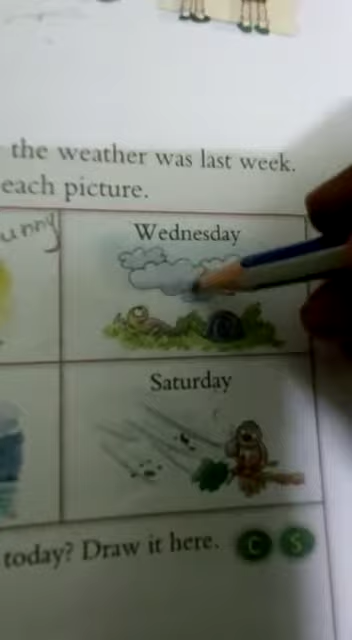 the weather was last week.
each picture.
unny
Wednesday
Saturday
today? Draw it here. C S